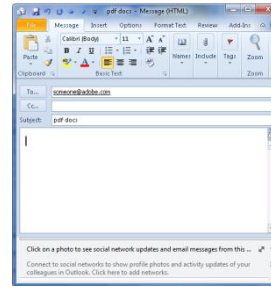 pdf docs - Message (HTML)
File Message Insert Options Format Text Review Add-Ins
Paste Calibri (Body) 11 A A Names Include Tags Zoom
B I U
Clipboard Basic Text Zoom
To... someone@adobe.com
Cc...
Subject: pdf docs
Click on a photo to see social network updates and email messages from this ...
Connect to social networks to show profile photos and activity updates of your
colleagues in Outlook. Click here to add networks.